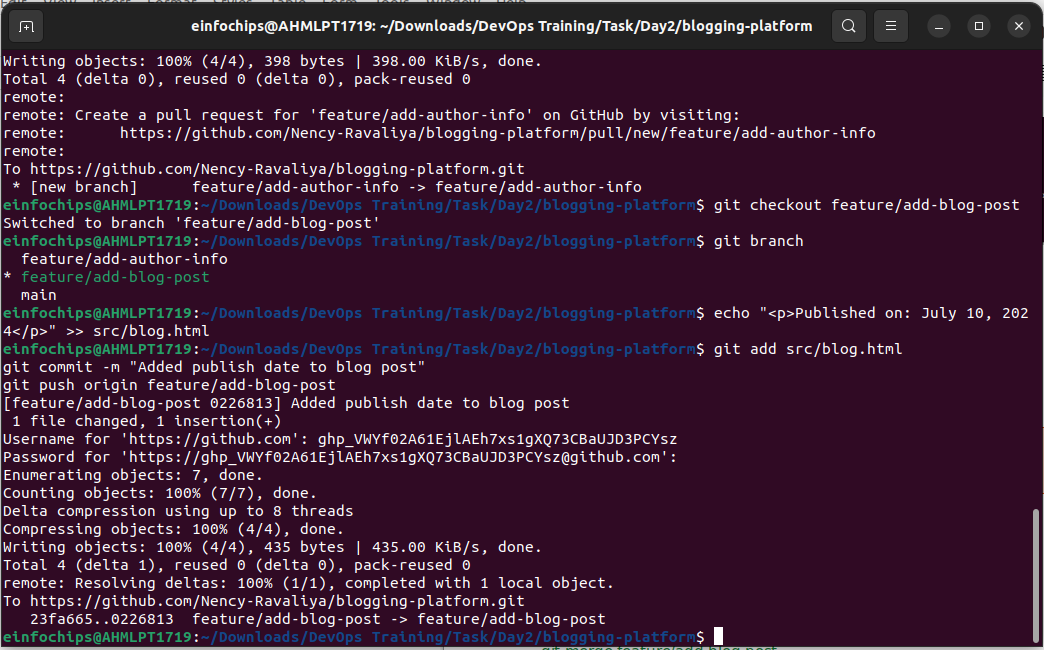 einfochips@AHMLPT1719: ~/Downloads/DevOps Training/Task/Day2/blogging-platform
Writing objects: 100% (4/4), 398 bytes | 398.00 KiB/s, done.
Total 4 (delta 0), reused 0 (delta 0), pack-reused 0
remote:
remote: Create a pull request for 'feature/add-author-info' on GitHub by visiting:
remote:      https://github.com/Nency-Ravaliya/blogging-platform/pull/new/feature/add-author-info
remote:
To https://github.com/Nency-Ravaliya/blogging-platform.git
 * [new branch]      feature/add-author-info -> feature/add-author-info
einfochips@AHMLPT1719:~/Downloads/DevOps Training/Task/Day2/blogging-platform$ git checkout feature/add-blog-post
Switched to branch 'feature/add-blog-post'
einfochips@AHMLPT1719:~/Downloads/DevOps Training/Task/Day2/blogging-platform$ git branch
  feature/add-author-info
* feature/add-blog-post
  main
einfochips@AHMLPT1719:~/Downloads/DevOps Training/Task/Day2/blogging-platform$ echo "<p>Published on: July 10, 202
4</p>" >> src/blog.html
einfochips@AHMLPT1719:~/Downloads/DevOps Training/Task/Day2/blogging-platform$ git add src/blog.html
git commit -m "Added publish date to blog post"
git push origin feature/add-blog-post
[feature/add-blog-post 0226813] Added publish date to blog post
 1 file changed, 1 insertion(+)
Username for 'https://github.com': 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
Password for 'https://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@github.com':
Enumerating objects: 7, done.
Counting objects: 100% (7/7), done.
Delta compression using up to 8 threads
Compressing objects: 100% (4/4), done.
Writing objects: 100% (4/4), 435 bytes | 435.00 KiB/s, done.
Total 4 (delta 1), reused 0 (delta 0), pack-reused 0
remote: Resolving deltas: 100% (1/1), completed with 1 local object.
To https://github.com/Nency-Ravaliya/blogging-platform.git
   23fa665..0226813  feature/add-blog-post -> feature/add-blog-post
einfochips@AHMLPT1719:~/Downloads/DevOps Training/Task/Day2/blogging-platform$